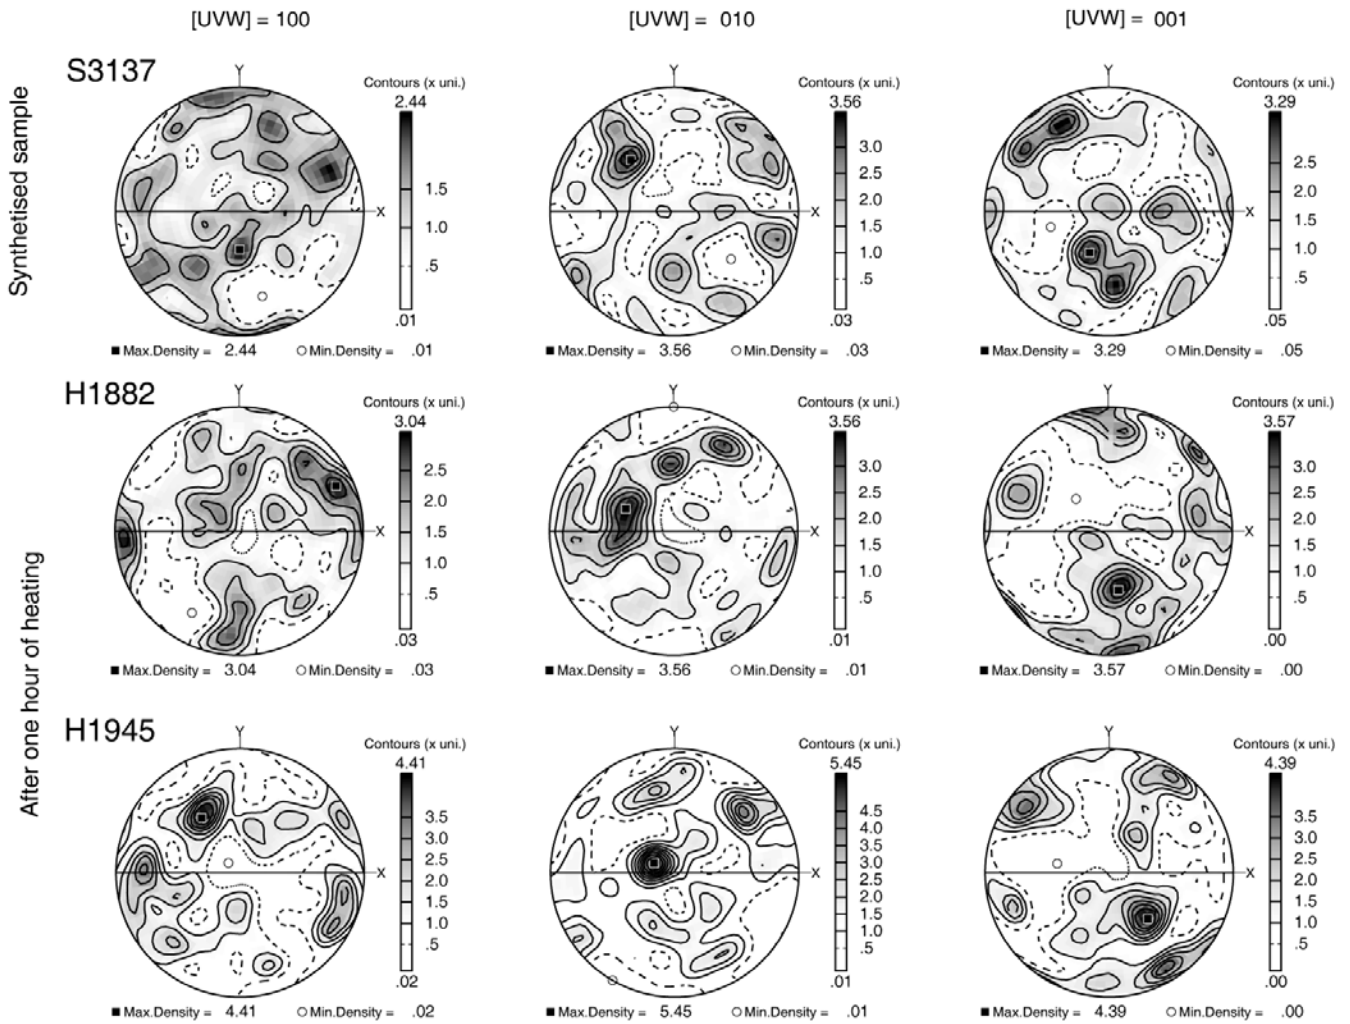 [UVW] = 100
[UVW] = 010
[UVW] = 001
Synthetised sample
S3137
Y
X
Contours (x uni.)
2.44
1.5
1.0
.5
.01
Max.Density = 2.44 Min.Density = .01
Y
X
Contours (x uni.)
3.56
3.0
2.5
2.0
1.5
1.0
.5
.03
Max.Density = 3.56 Min.Density = .03
Y
X
Contours (x uni.)
3.29
2.5
2.0
1.5
1.0
.5
.05
Max.Density = 3.29 Min.Density = .05
After one hour of heating
H1882
Y
X
Contours (x uni.)
3.04
2.5
2.0
1.5
1.0
.5
.03
Max.Density = 3.04 Min.Density = .03
Y
X
Contours (x uni.)
3.56
3.0
2.5
2.0
1.5
1.0
.5
.01
Max.Density = 3.56 Min.Density = .01
Y
X
Contours (x uni.)
3.57
3.0
2.5
2.0
1.5
1.0
.5
.00
Max.Density = 3.57 Min.Density = .00
H1945
Y
X
Contours (x uni.)
4.41
3.5
3.0
2.5
2.0
1.5
1.0
.5
.02
Max.Density = 4.41 Min.Density = .02
Y
X
Contours (x uni.)
5.45
4.5
4.0
3.5
3.0
2.5
2.0
1.5
1.0
.5
.01
Max.Density = 5.45 Min.Density = .01
Y
X
Contours (x uni.)
4.39
3.5
3.0
2.5
2.0
1.5
1.0
.5
.00
Max.Density = 4.39 Min.Density = .00